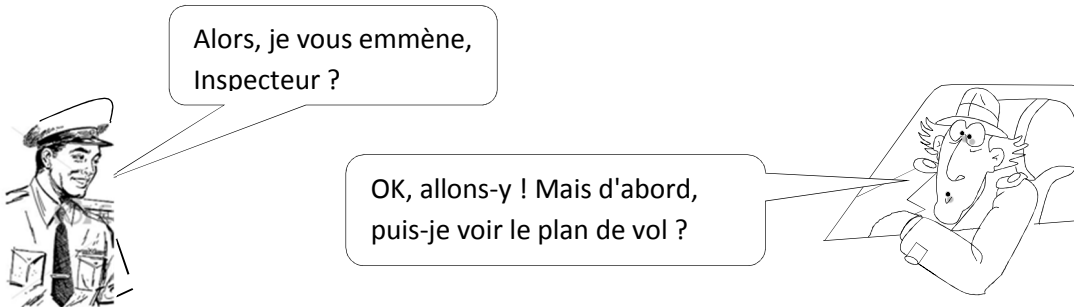 Alors, je vous emmène,
Inspecteur ?
OK, allons-y ! Mais d'abord,
puis-je voir le plan de vol ?